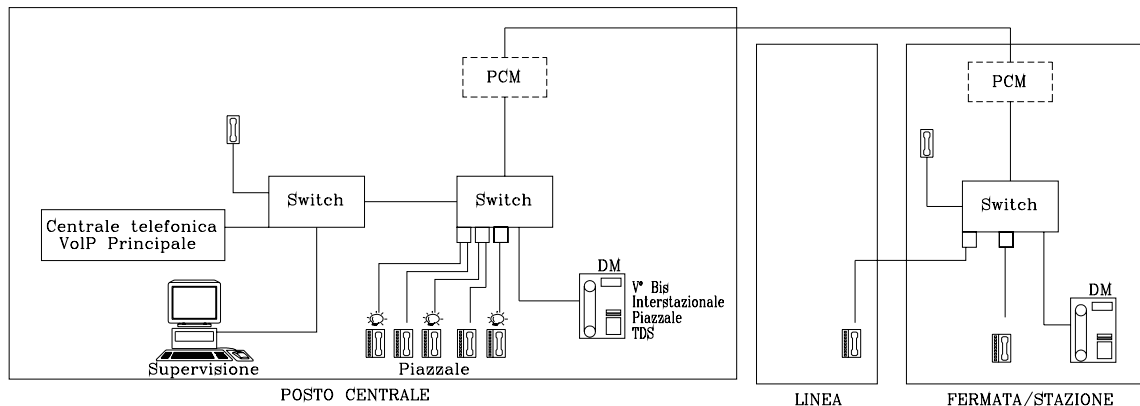 PCM
PCM
Switch
Switch
Switch
Centrale telefonica
VoIP Principale
DM
V° Bis
Interstazionale
Piazzale
TDS
DM
Supervisione
Piazzale
POSTO CENTRALE
LINEA
FERMATA/STAZIONE